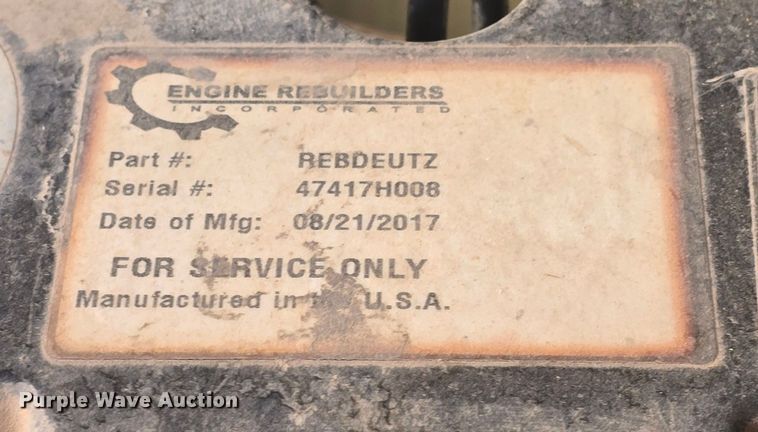 ENGINE REBUILDERS
INCORPORATED
Part #: REBDEUTZ
Serial #: 47417H008
Date of Mfg: 08/21/2017
FOR SERVICE ONLY
Manufactured in the U.S.A.
Purple Wave Auction